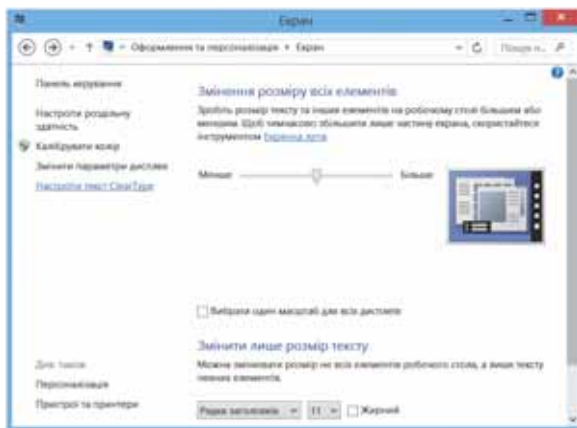 Екран
Оформлення та персоналізація ▸ Екран
Пошук в...
Панель керування
Настроїти роздільну
здатність
Калібрувати колір
Змінити параметри дисплея
Настроїти текст ClearType
Змінення розміру всіх елементів
Зробіть розмір тексту та інших елементів на робочому столі більшим або
меншим. Щоб тимчасово збільшити лише частину екрана, скористайтеся
інструментом Екранна лупа.
Менше
Більше
Вибрати один масштаб для всіх дисплеїв
Змінити лише розмір тексту
Можна змінювати розмір не всіх елементів робочого стола, а лише тексту
певних елементів.
Рядки заголовків 11 Жирний
Див. також
Персоналізація
Пристрої та принтери